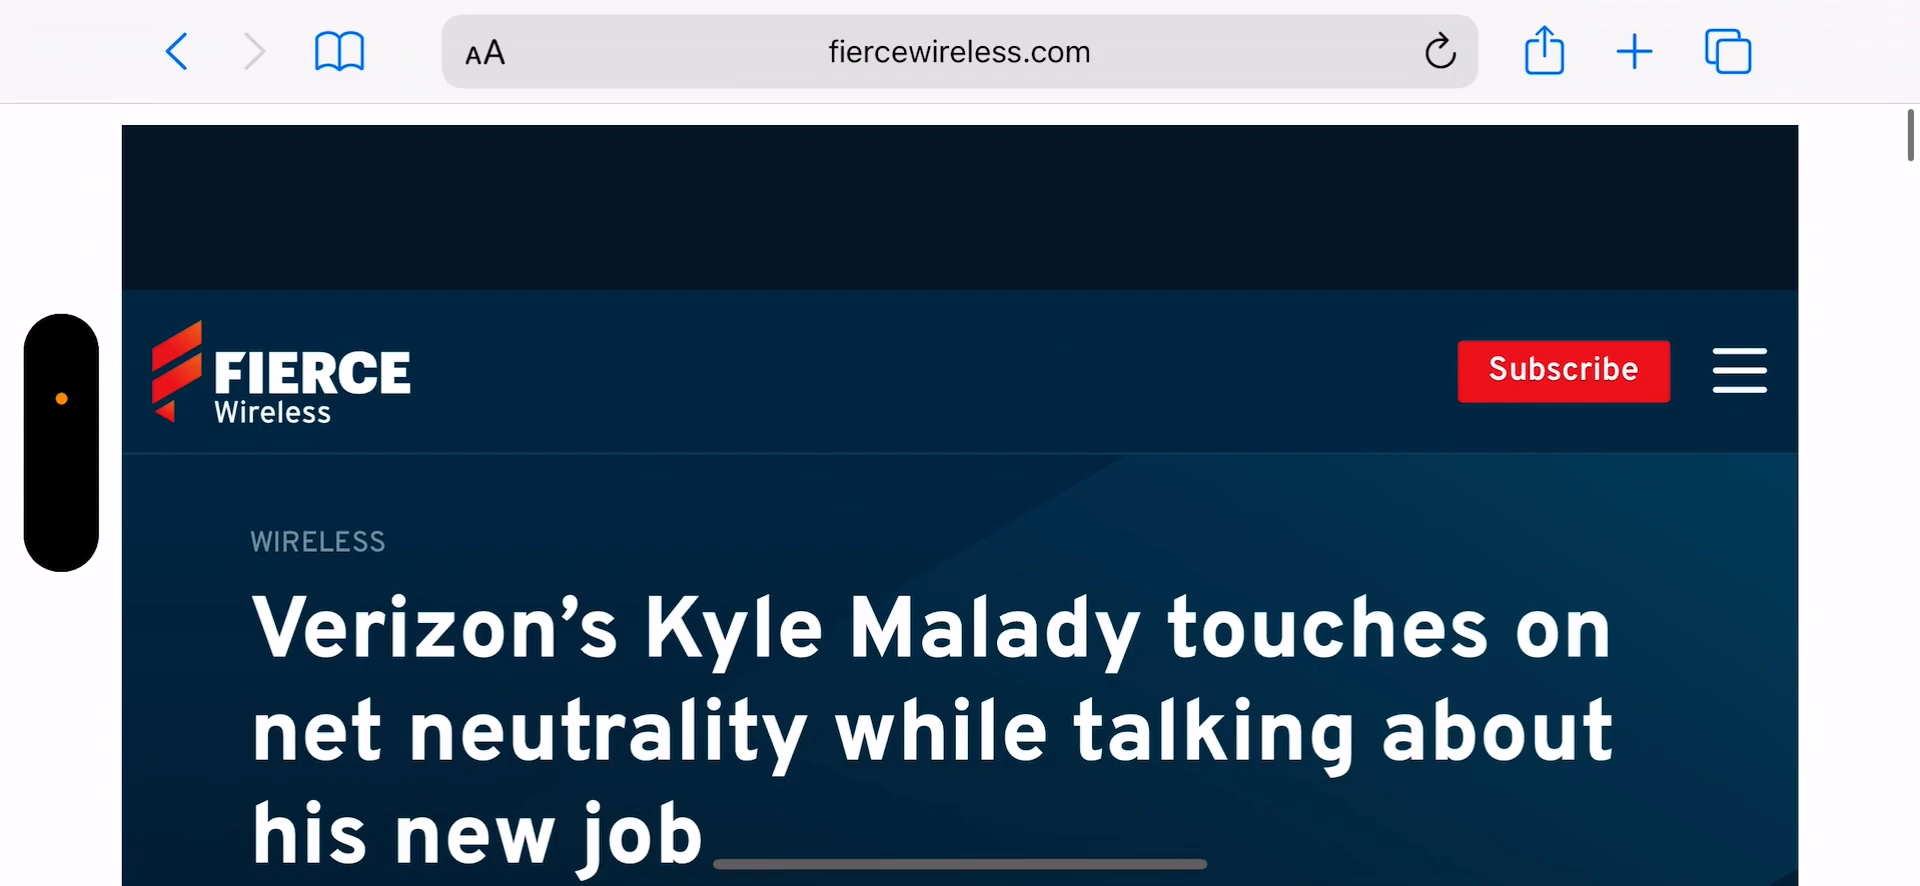 AA
fiercewireless.com
FIERCE
Wireless
Subscribe
WIRELESS
Verizon’s Kyle Malady touches on
net neutrality while talking about
his new job